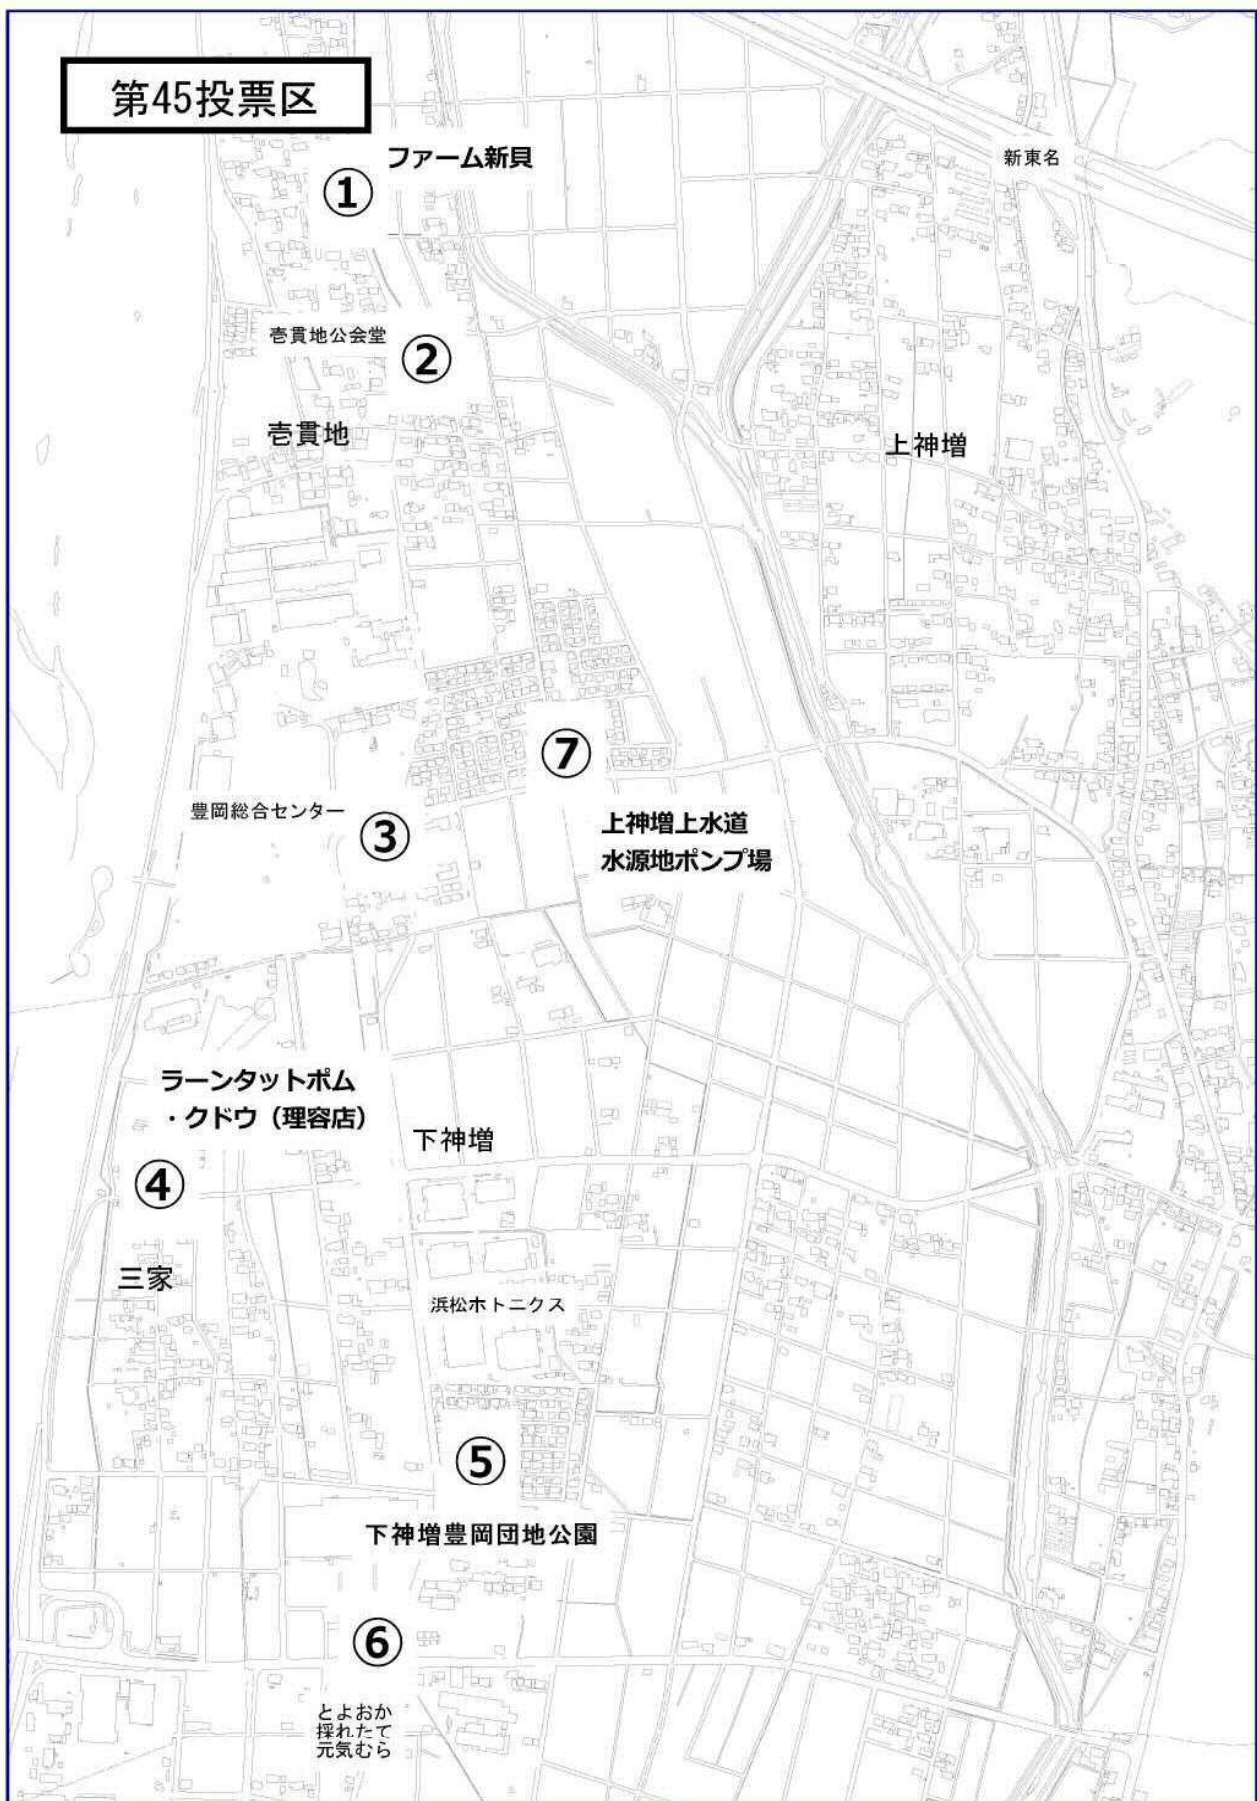 第45投票区
ファーム新貝
新東名
①
壱貫地公会堂
②
壱貫地
上神増
⑦
豊岡総合センター
③
上神増上水道
水源地ポンプ場
ラーンタットポム
・クドウ（理容店）
下神増
④
三家
浜松ホトニクス
⑤
下神増豊岡団地公園
⑥
とよおか
採れたて
元気むら